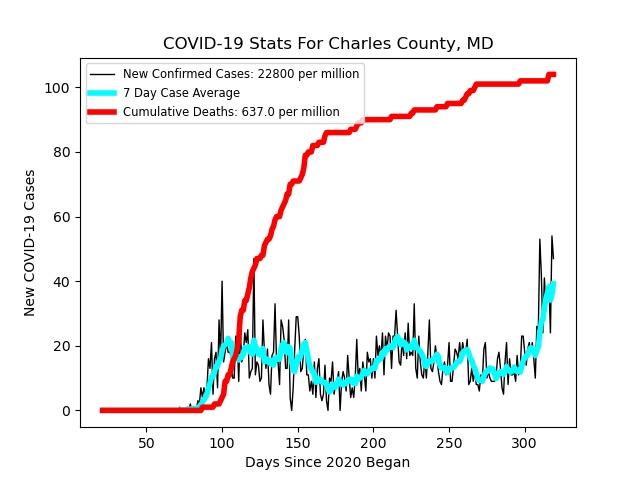 COVID-19 Stats For Charles County, MD
New Confirmed Cases: 22800 per million
7 Day Case Average
Cumulative Deaths: 637.0 per million
New COVID-19 Cases
100
80
60
40
20
0
50 100 150 200 250 300
Days Since 2020 Began